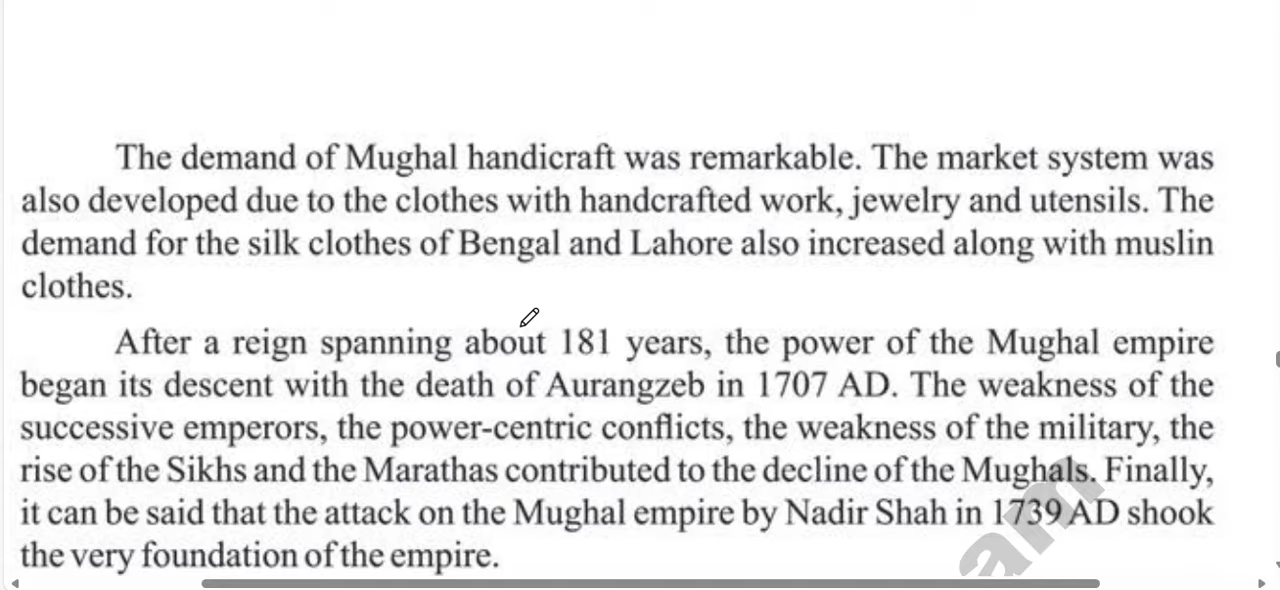 The demand of Mughal handicraft was remarkable. The market system was
also developed due to the clothes with handcrafted work, jewelry and utensils. The
demand for the silk clothes of Bengal and Lahore also increased along with muslin
clothes.
After a reign spanning about 181 years, the power of the Mughal empire
began its descent with the death of Aurangzeb in 1707 AD. The weakness of the
successive emperors, the power-centric conflicts, the weakness of the military, the
rise of the Sikhs and the Marathas contributed to the decline of the Mughals. Finally,
it can be said that the attack on the Mughal empire by Nadir Shah in 1739 AD shook
the very foundation of the empire.
am